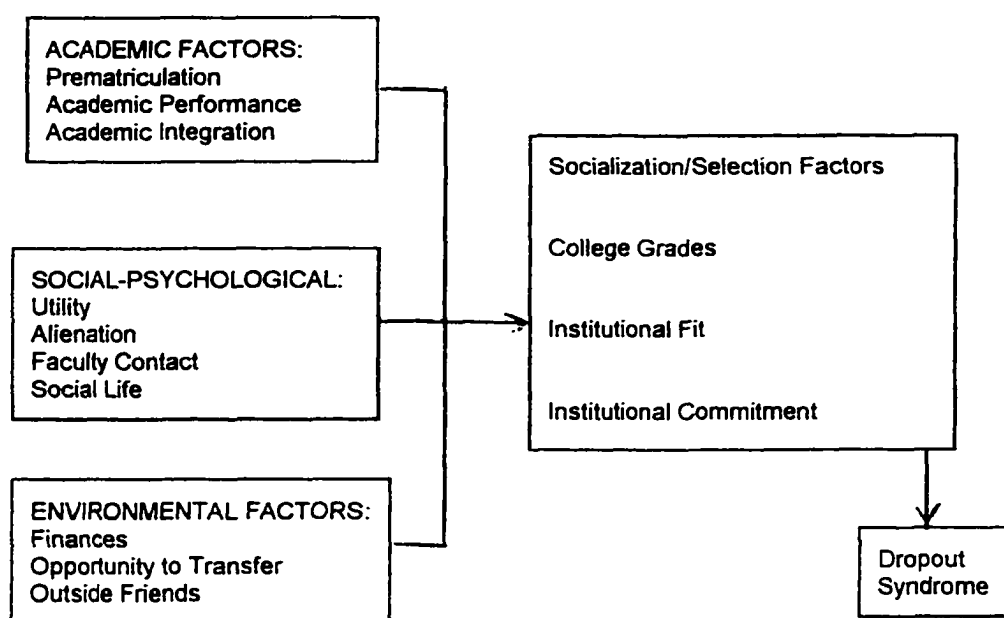 ACADEMIC FACTORS:
Prematriculation
Academic Performance
Academic Integration
SOCIAL-PSYCHOLOGICAL:
Utility
Alienation
Faculty Contact
Social Life
ENVIRONMENTAL FACTORS:
Finances
Opportunity to Transfer
Outside Friends
Socialization/Selection Factors
College Grades
Institutional Fit
Institutional Commitment
Dropout
Syndrome